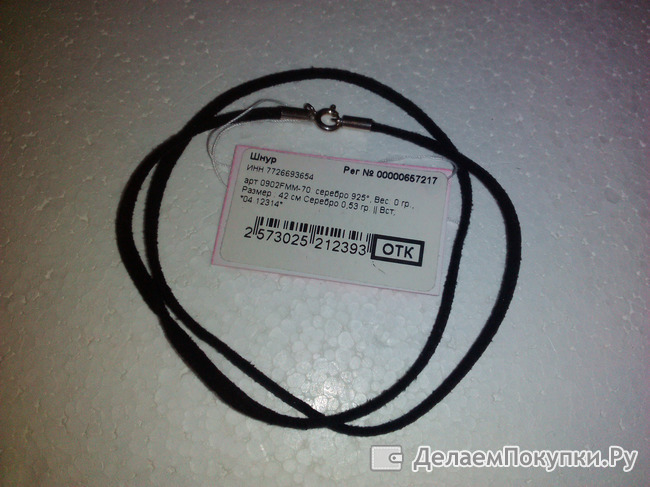 Шнур
ИНН 7726693654
Рег № 00000657217
арт 0902FMM-70 серебро 925*, Вес: 0 гр.,
Размер: 42 см Серебро 0,53 гр. || Вст,
"04 12314"
2 573025 212393
ОТК
ДелаемПокупки.Ру